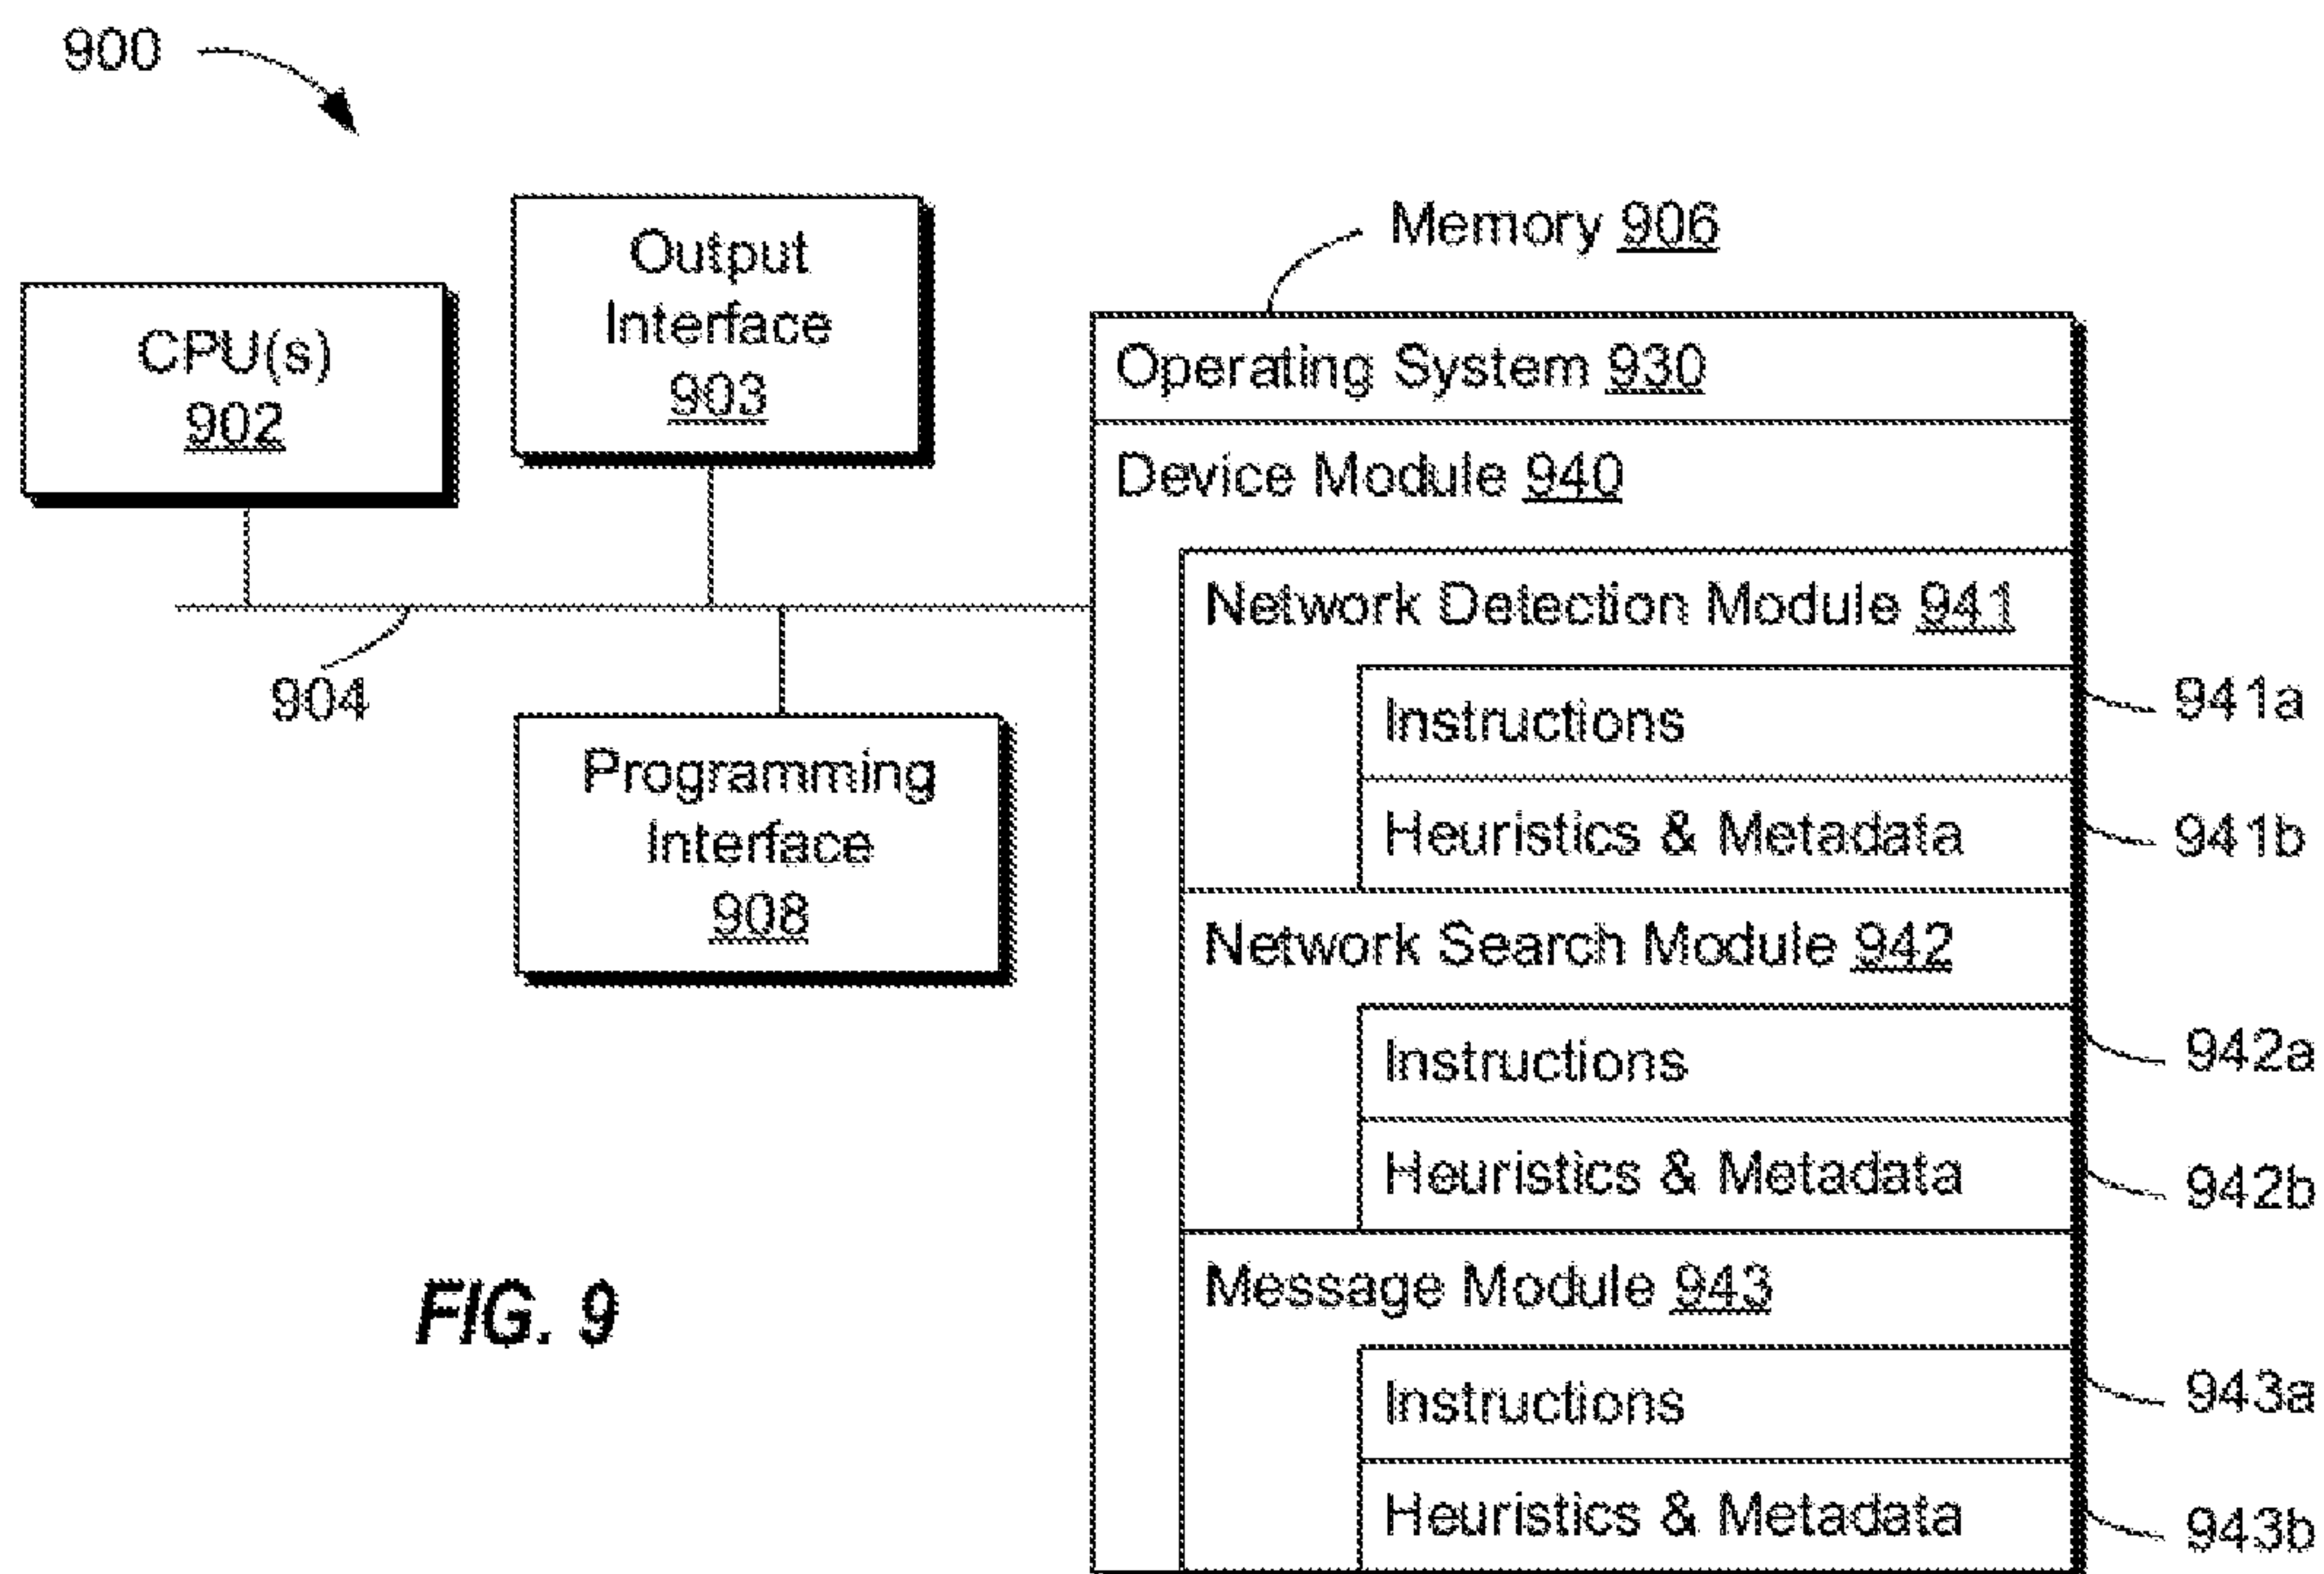 900
CPU(s)
902
Output
Interface
903
904
Programming
Interface
908
Memory 906
Operating System 930
Device Module 940
Network Detection Module 941
Instructions
941a
Heuristics & Metadata
941b
Network Search Module 942
Instructions
942a
Heuristics & Metadata
942b
Message Module 943
Instructions
943a
Heuristics & Metadata
943b
FIG. 9